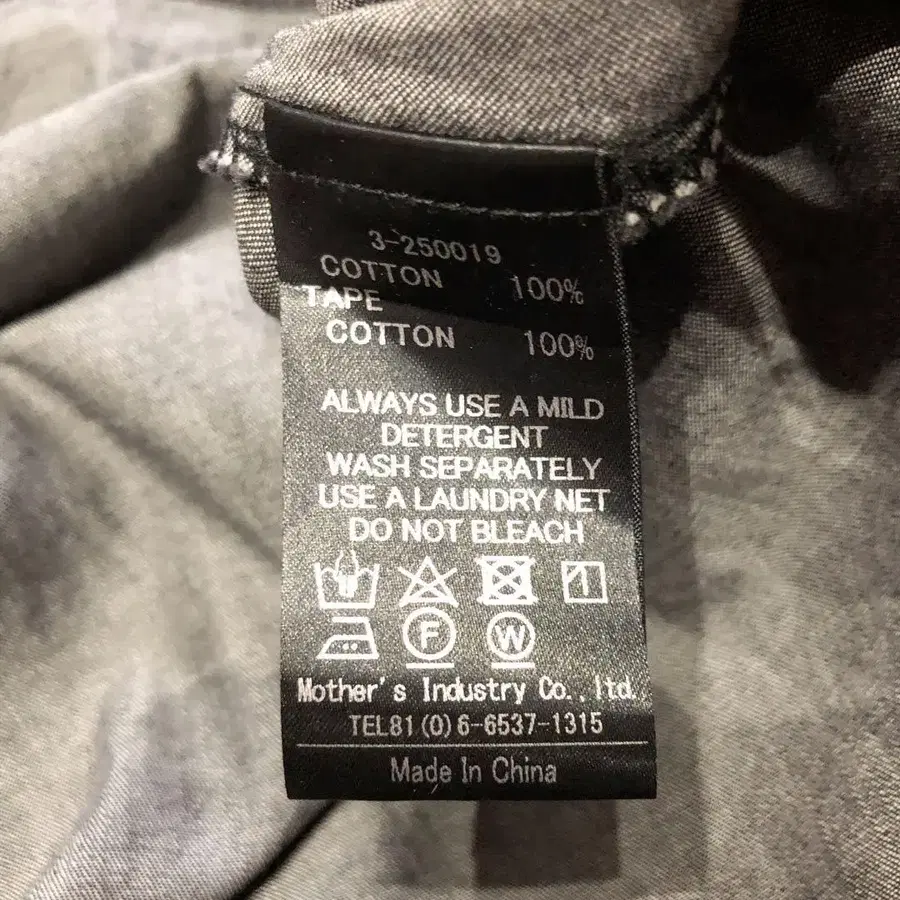 3-250019
COTTON 100%
TAPE
COTTON 100%
ALWAYS USE A MILD
DETERGENT
WASH SEPARATELY
USE A LAUNDRY NET
DO NOT BLEACH
F W
Mother's Industry Co.,ltd.
TEL81(0)6-6537-1315
Made In China